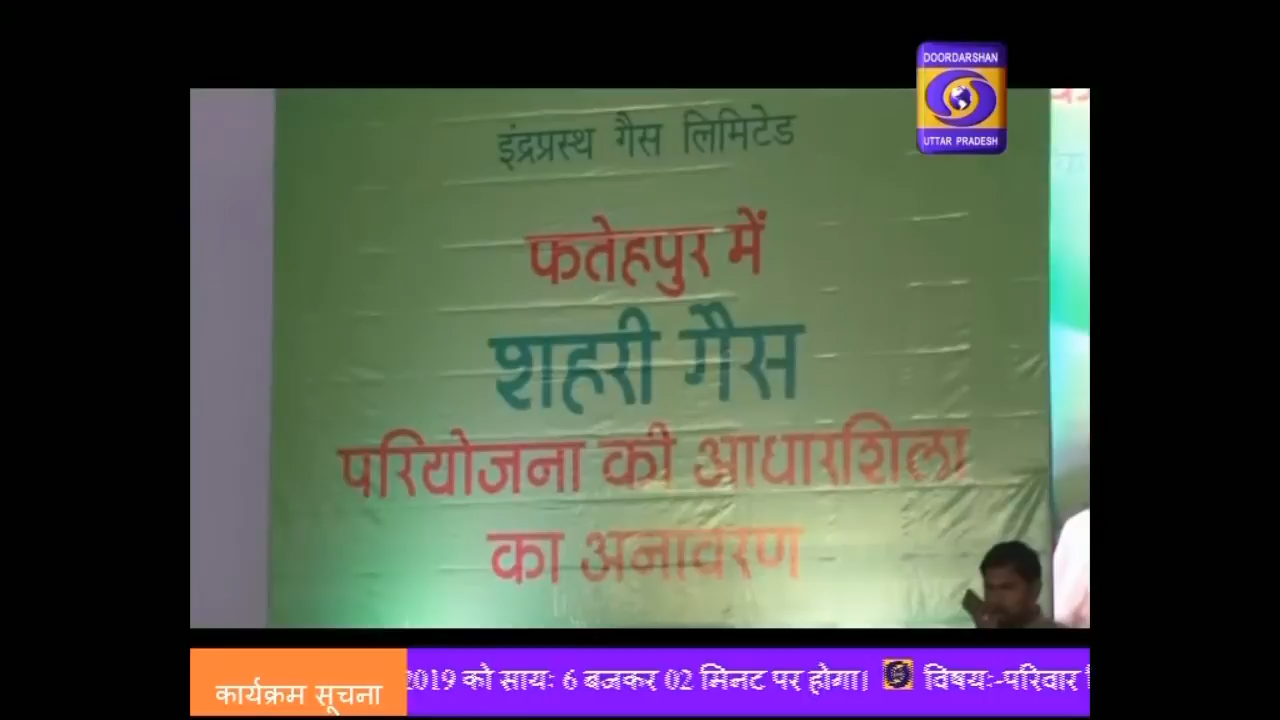 DOORDARSHAN
UTTAR PRADESH
इंद्रप्रस्थ गैस लिमिटेड
फतेहपुर में
शहरी गैस
परियोजना की आधारशिला
का अनावरण
कार्यक्रम सूचना
2019 को सायः 6 बजकर 02 मिनट पर होगा। विषयः-परिवार